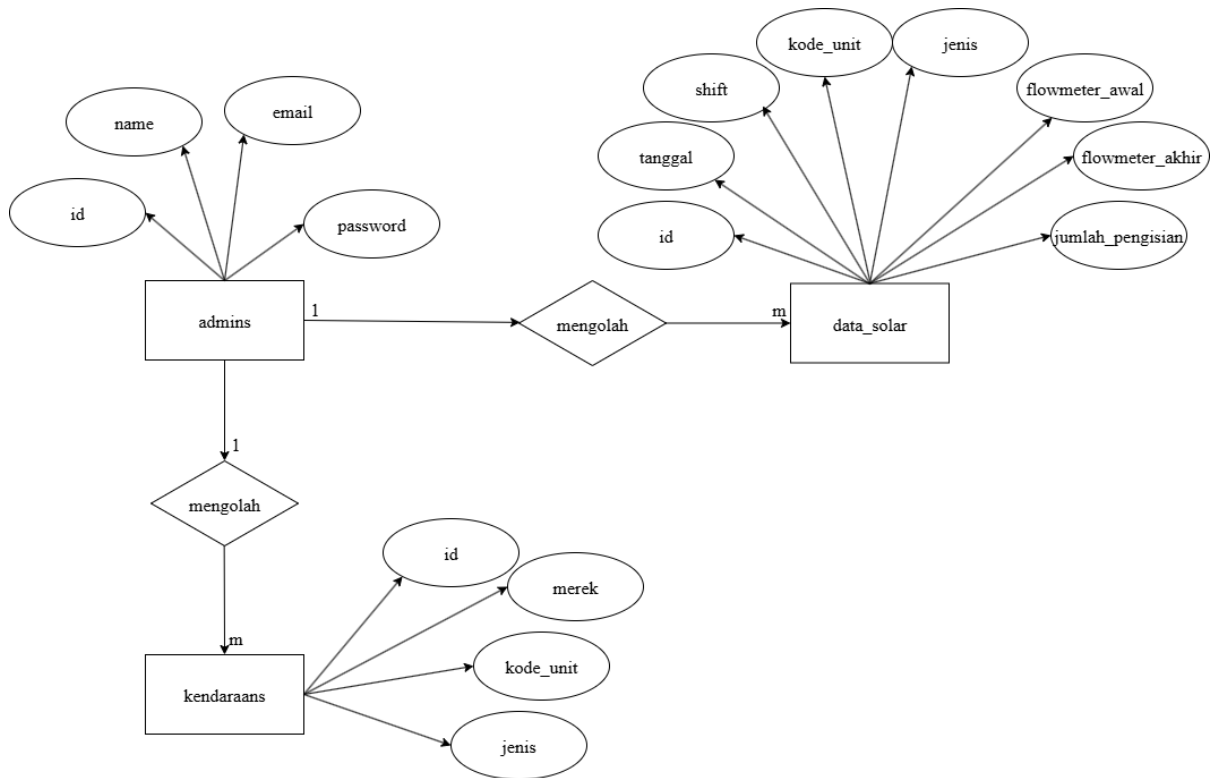 kode_unit
jenis
shift
flowmeter_awal
email
name
tanggal
flowmeter_akhir
id
password
id
jumlah_pengisian
admins
1
mengolah
m
data_solar
1
mengolah
m
kendaraans
id
merek
kode_unit
jenis